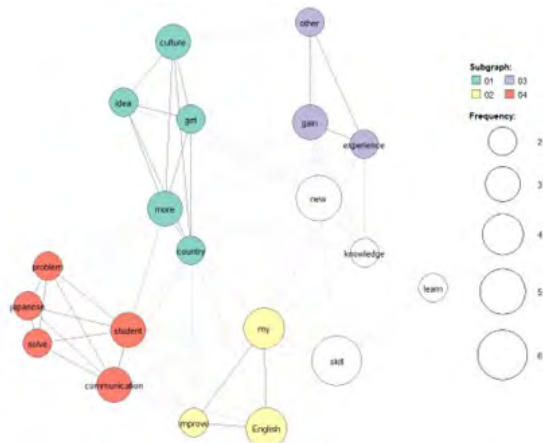 other
culture
Subgraph:
01 03
02 04
idea
Frequency:
get
gain
2
experience
3
new
more
4
country
knowledge
problem
learn
5
japanese
student
my
solve
skill
6
communication
improve
English